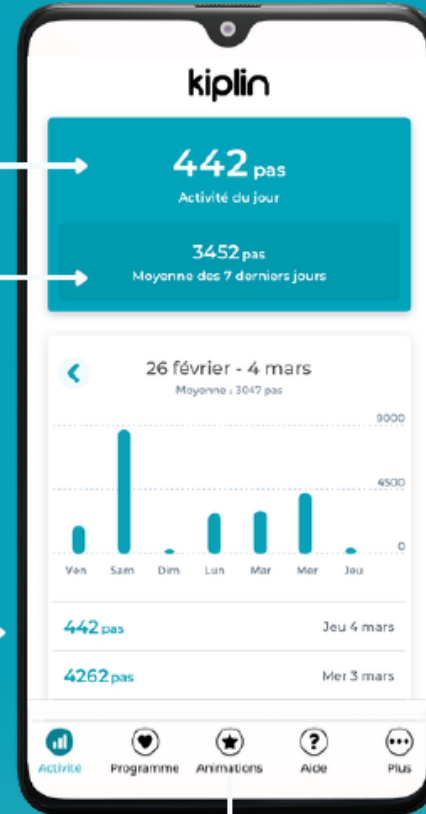 kiplin
442 pas
Activité du jour
3452 pas
Moyenne des 7 derniers jours
26 février - 4 mars
Moyenne : 3047 pas
9000
4500
0
Ven Sam Dim Lun Mar Mer Jeu
442 pas Jeu 4 mars
4262 pas Mer 3 mars
Activité Programme Animations Aide Plus